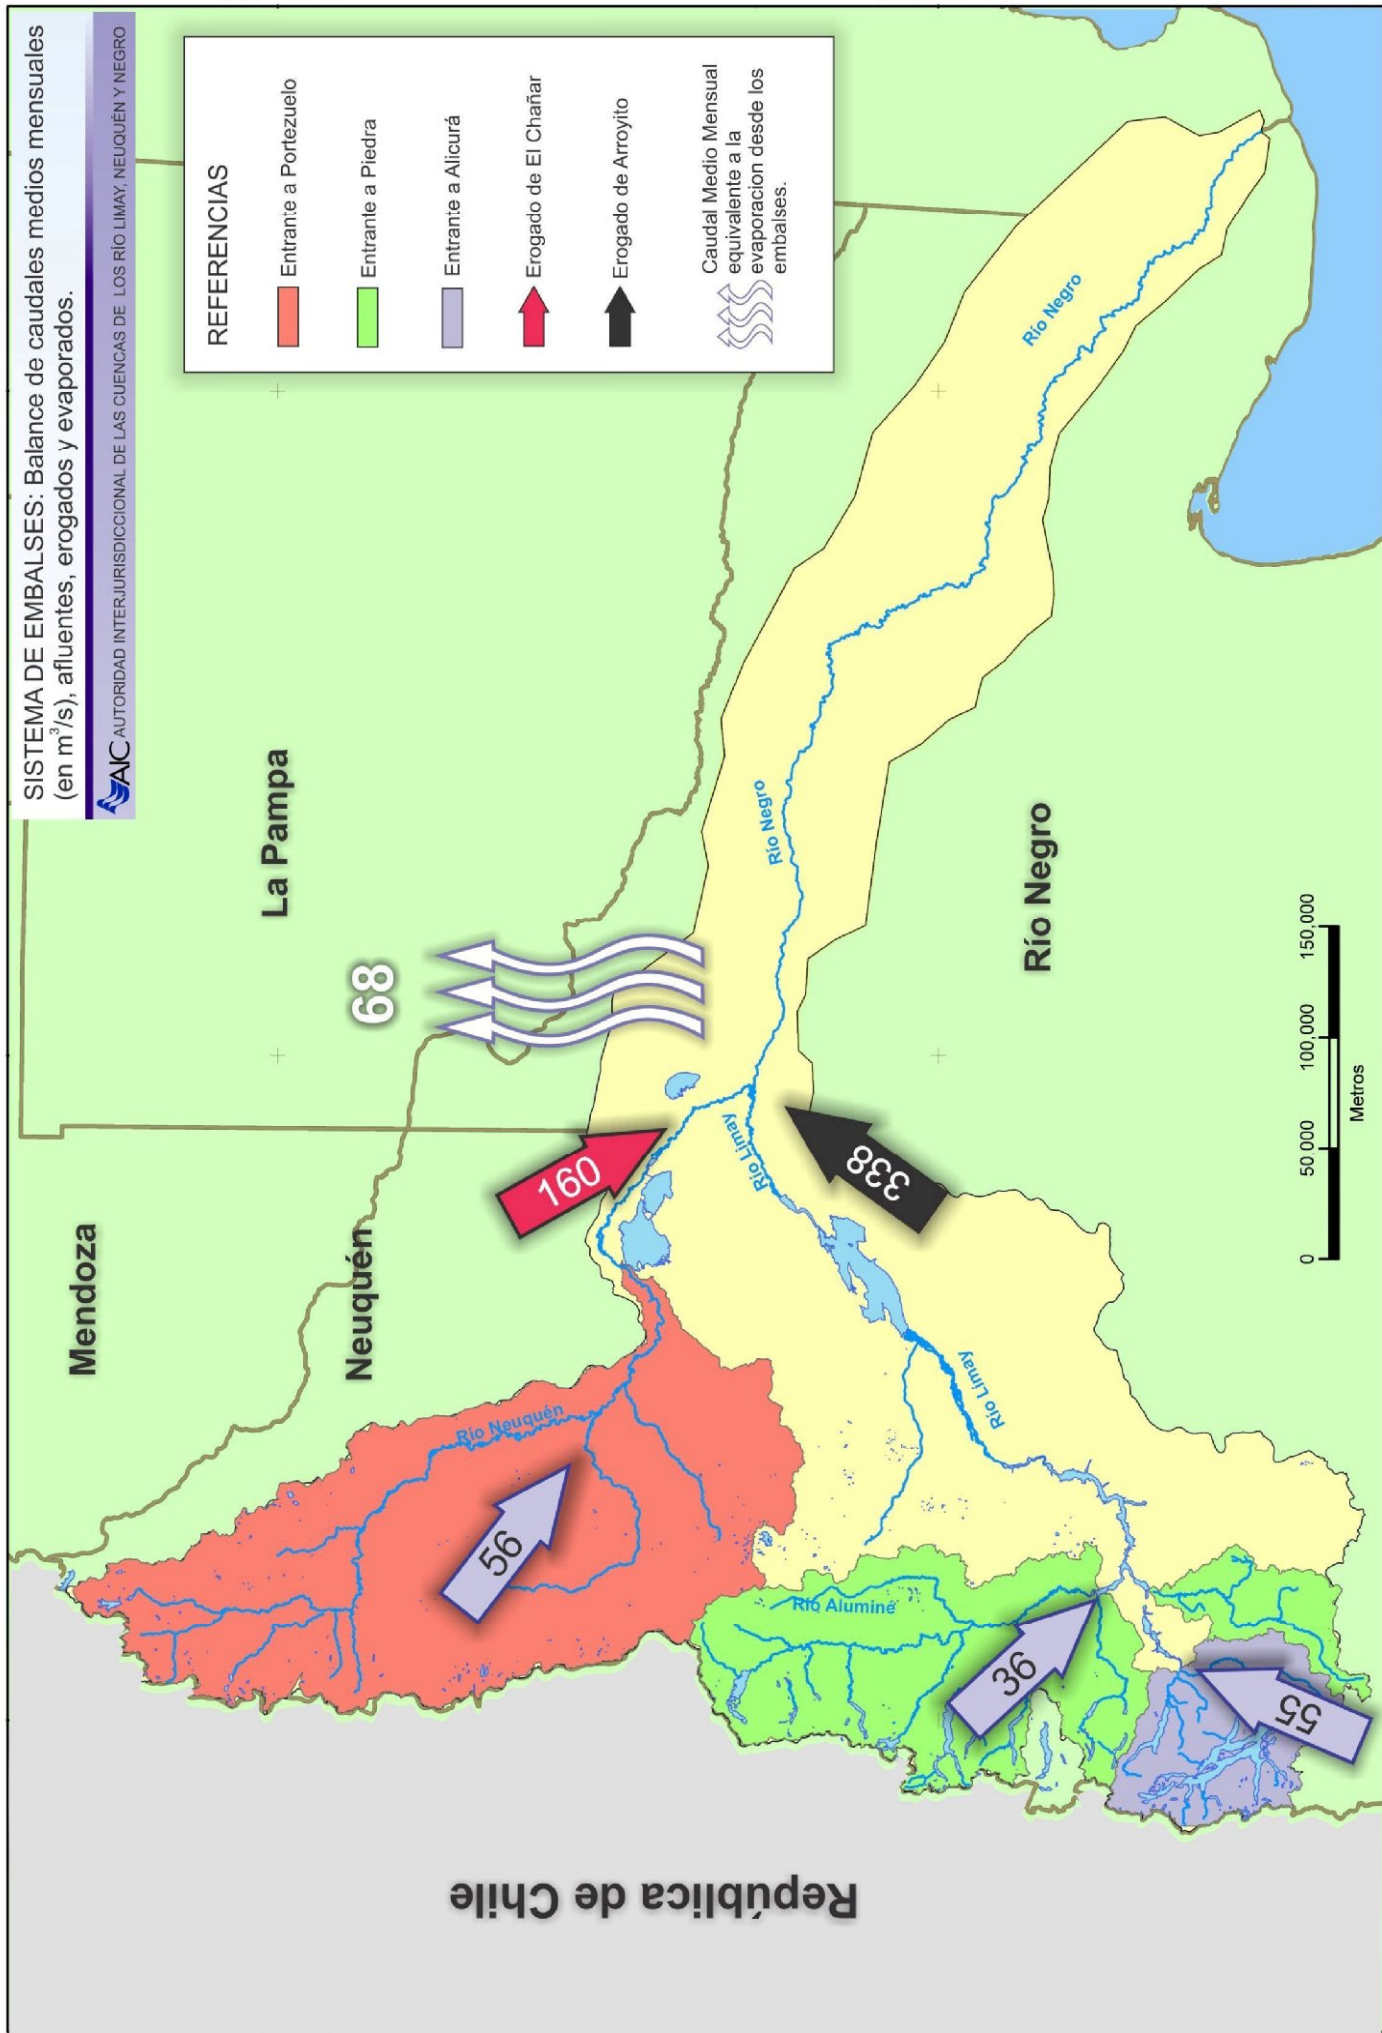 SISTEMA DE EMBALSES: Balance de caudales medios mensuales
(en m³/s), afluentes, erogados y evaporados.
AIC AUTORIDAD INTERJURISDICCIONAL DE LAS CUENCAS DE LOS RÍO LIMAY, NEUQUÉN Y NEGRO
REFERENCIAS
Entrante a Portezuelo
Entrante a Piedra
Entrante a Alicurá
Erogado de El Chañar
Erogado de Arroyito
Caudal Medio Mensual
equivalente a la
evaporacion desde los
embalses.
Mendoza
La Pampa
Neuquén
68
160
56
Río Neuquén
Río Negro
Río Negro
Río Limay
338
Río Limay
Río Aluminé
36
55
Río Negro
República de Chile
0
50.000
100.000
150.000
Metros